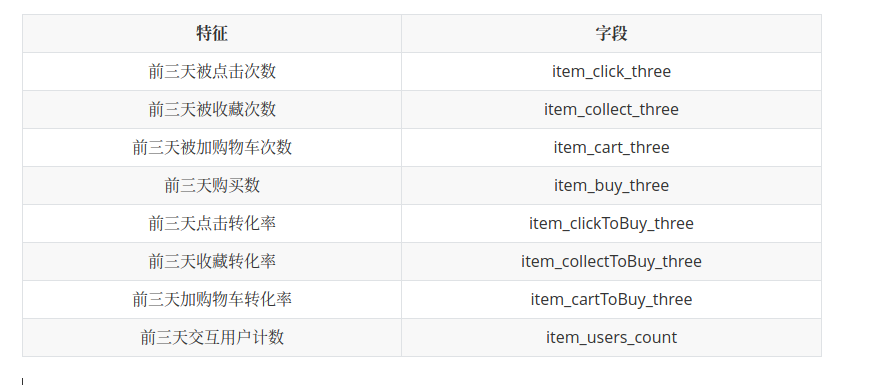 特征 字段
前三天被点击次数 item_click_three
前三天被收藏次数 item_collect_three
前三天被加购物车次数 item_cart_three
前三天购买数 item_buy_three
前三天点击转化率 item_clickToBuy_three
前三天收藏转化率 item_collectToBuy_three
前三天加购物车转化率 item_cartToBuy_three
前三天交互用户计数 item_users_count